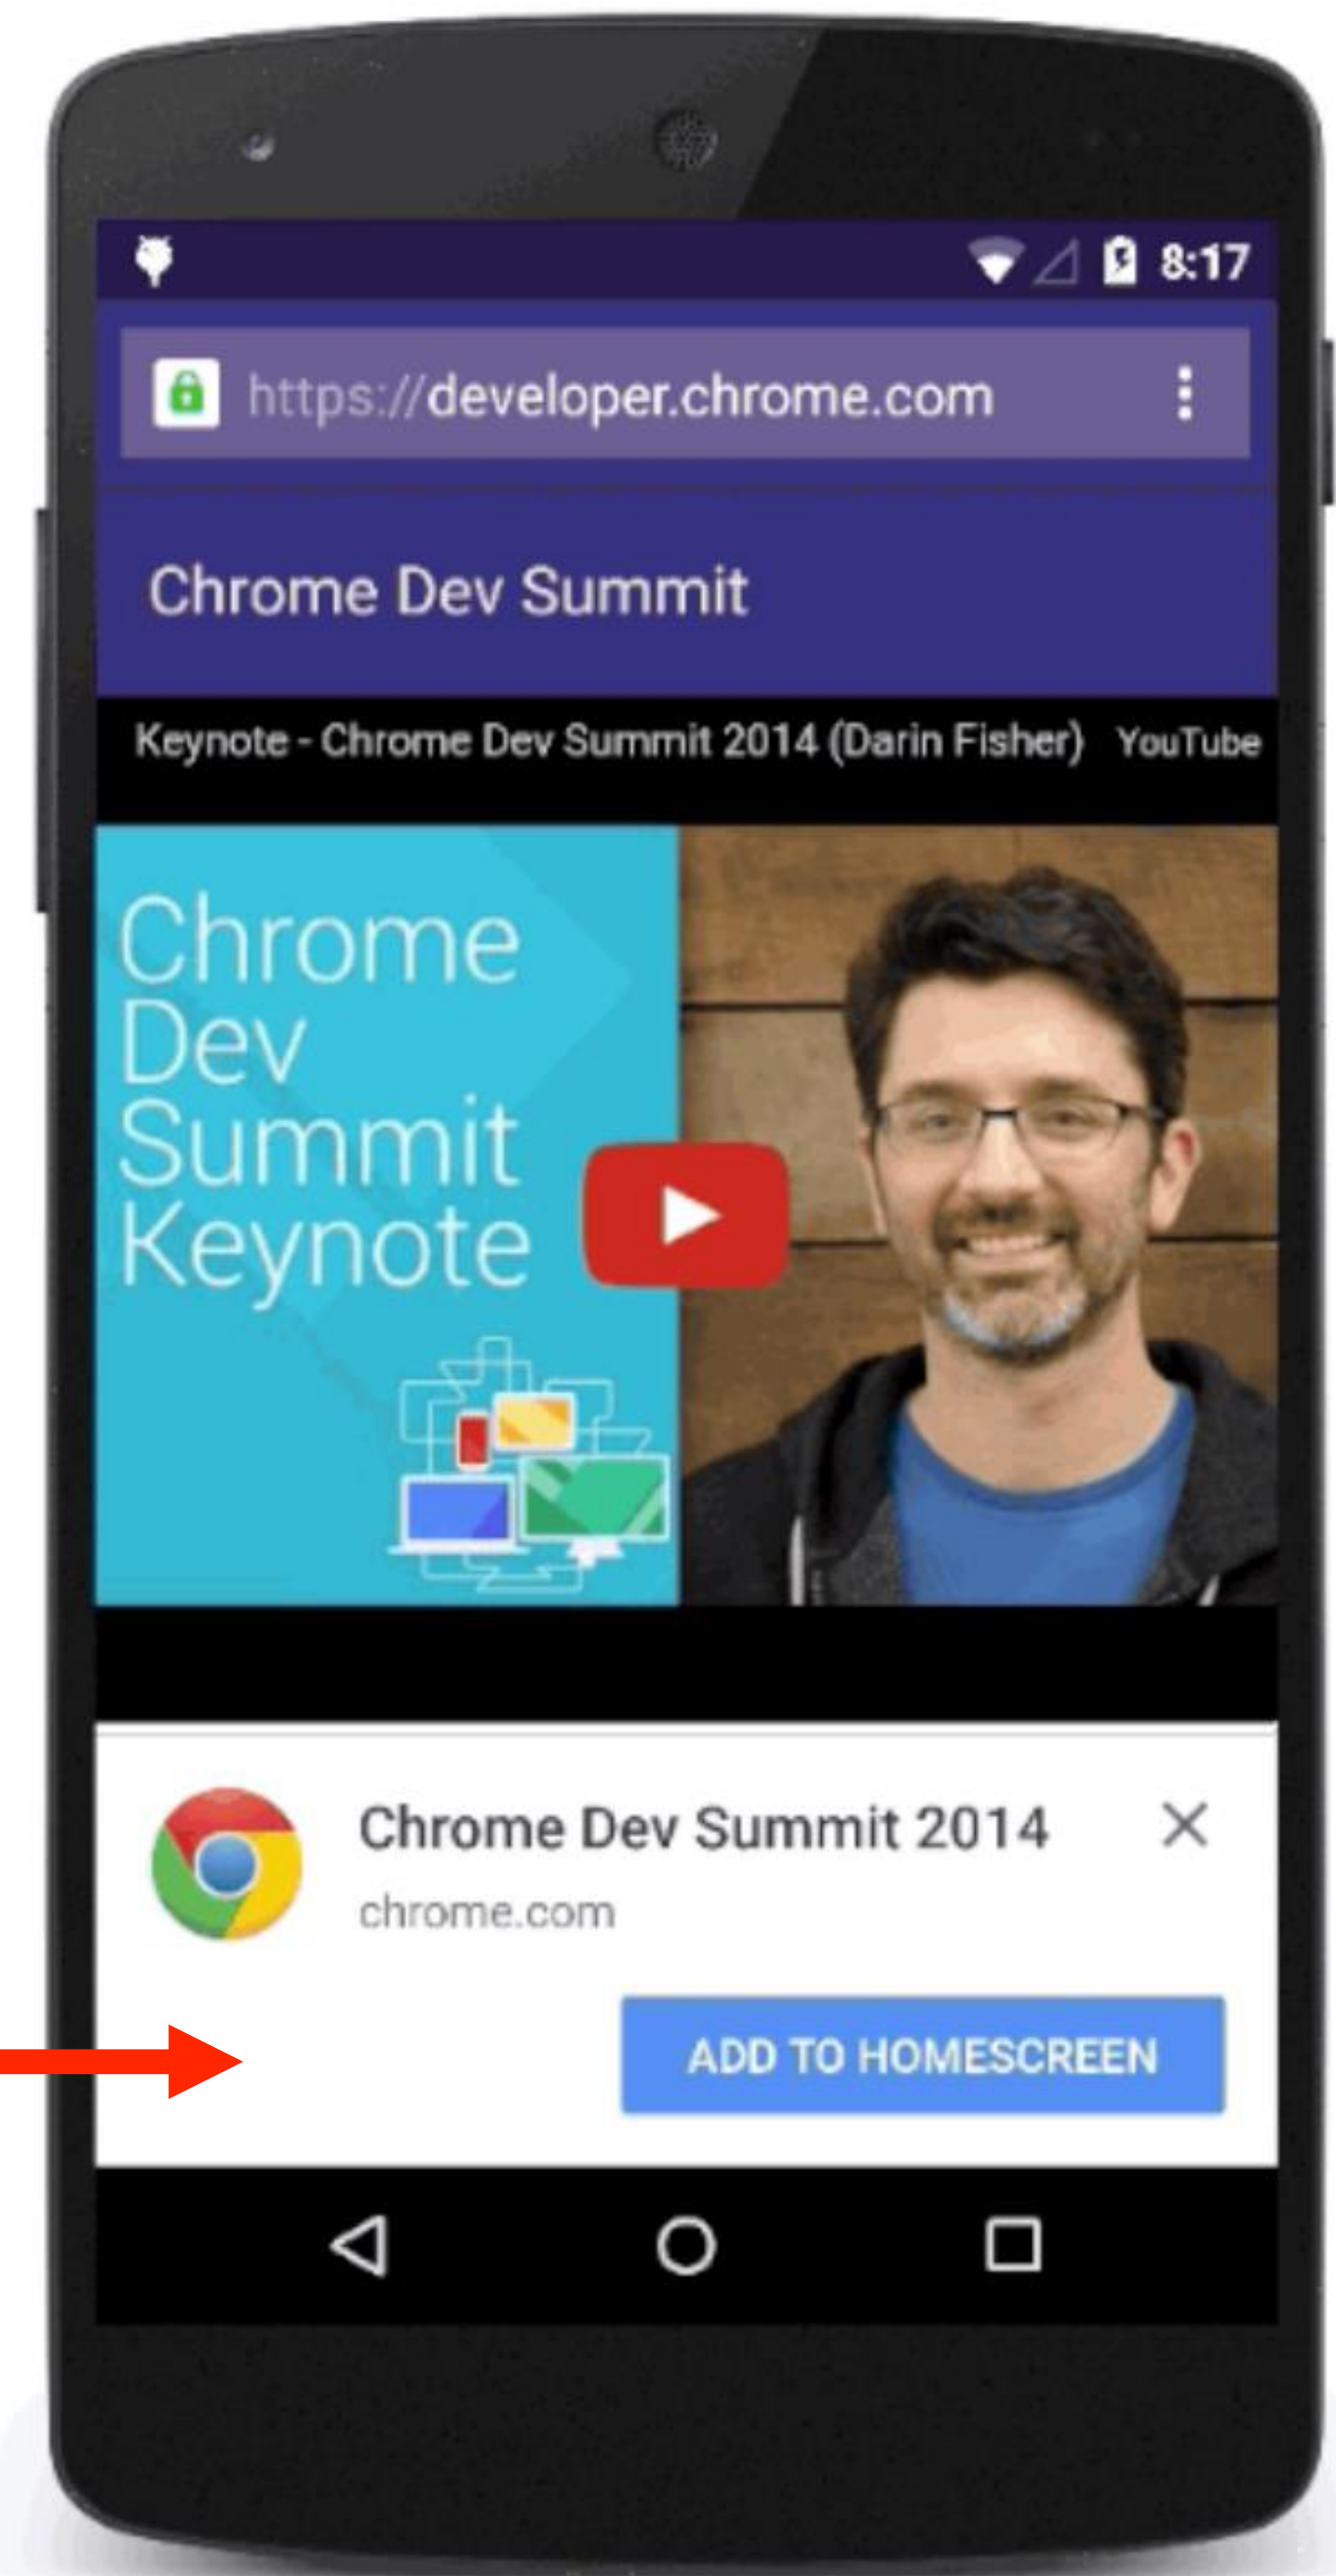 8:17
https://developer.chrome.com
Chrome Dev Summit
Keynote - Chrome Dev Summit 2014 (Darin Fisher) YouTube
Chrome
Dev
Summit
Keynote
Chrome Dev Summit 2014
chrome.com
ADD TO HOMESCREEN